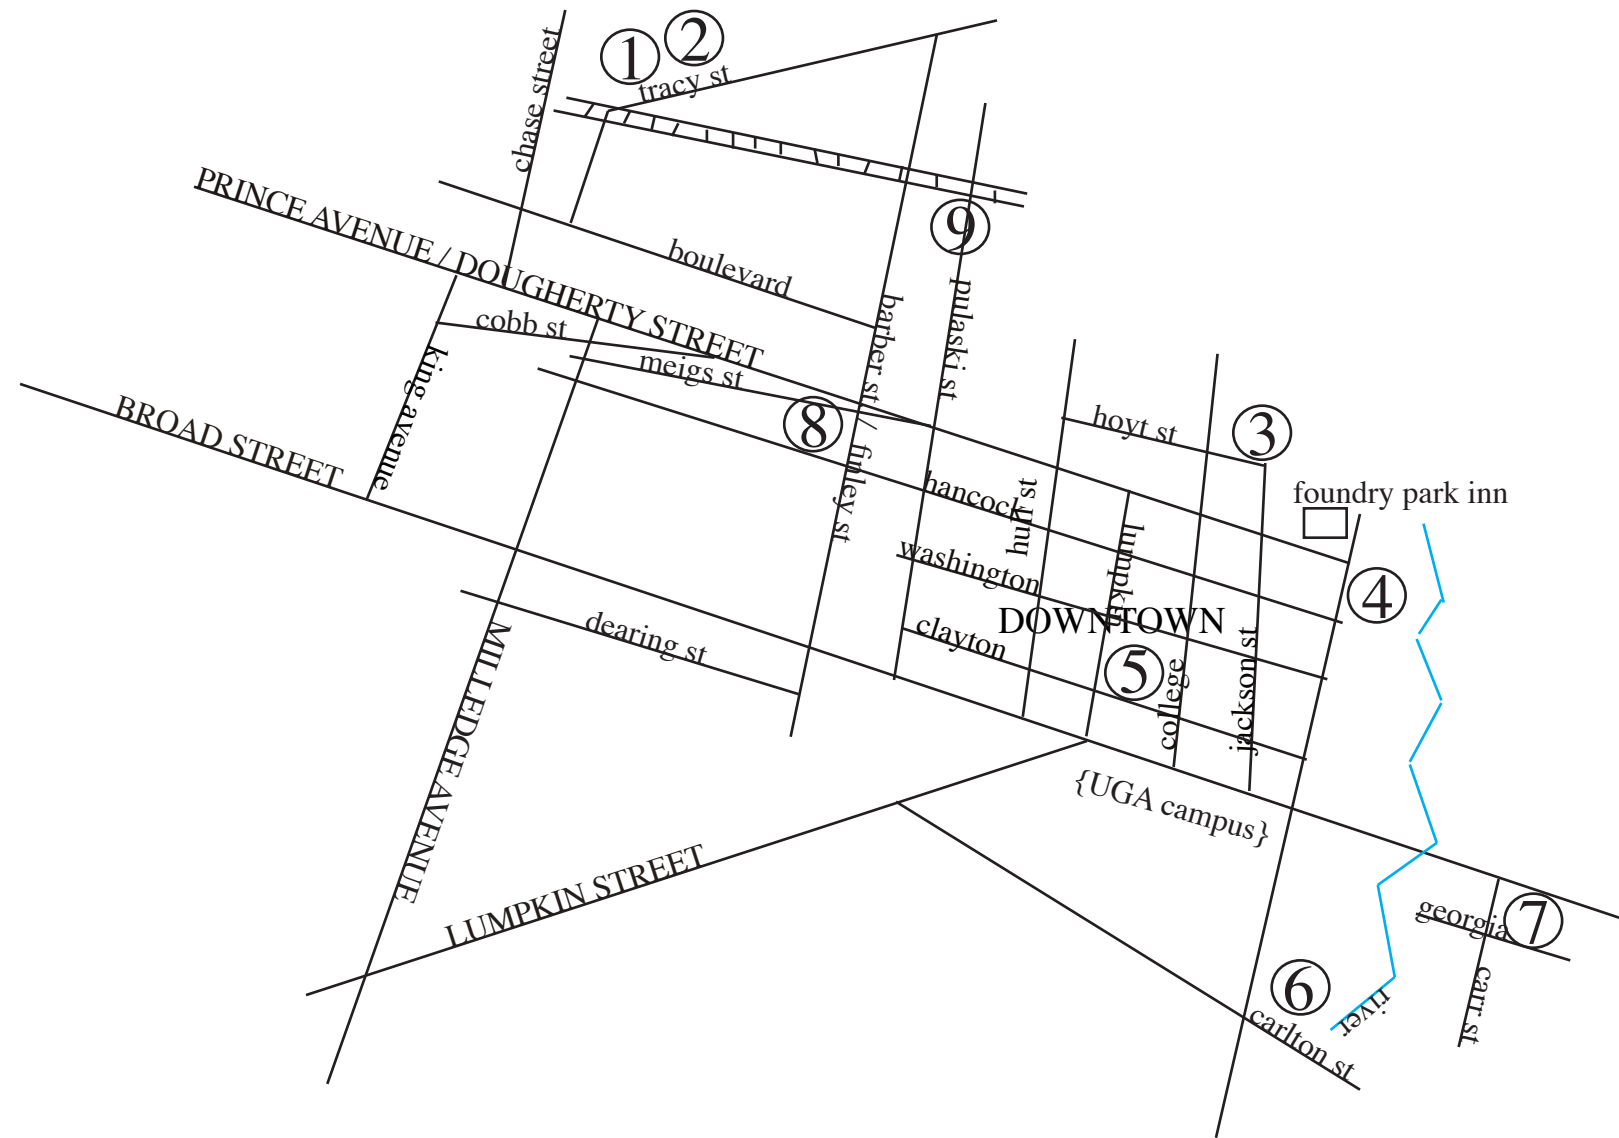 chase street
1
2
tracy st
PRINCE AVENUE / DOUGHERTY STREET
9
boulevard
barber st / finley st
pulaski st
cobb st
meigs st
king avenue
BROAD STREET
8
hoyt st
3
hancock
hull st
foundry park inn
washington
lumpkin
4
DOWNTOWN
clayton
5
college
jackson st
dearing st
MILLEDGE AVENUE
{UGA campus}
LUMPKIN STREET
georgia
7
6
river
carr st
carlton st